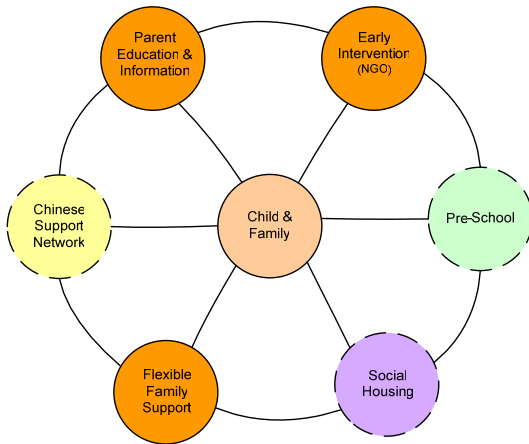 Parent
Education &
Information
Early
Intervention
(NGO)
Chinese
Support
Network
Child &
Family
Pre-School
Flexible
Family
Support
Social
Housing